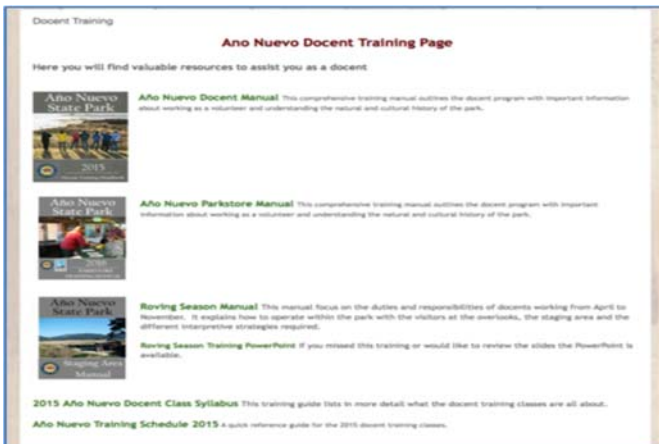 Docent Training
Ano Nuevo Docent Training Page
Here you will find valuable resources to assist you as a docent
Año Nuevo
State Park
2015
Año Nuevo Docent Manual This comprehensive training manual outlines the docent program with important information
about working as a volunteer and understanding the natural and cultural history of the park.
Año Nuevo
State Park
Año Nuevo Parkstore Manual This comprehensive training manual outlines the docent program with important
information about working as a volunteer and understanding the natural and cultural history of the park.
Año Nuevo
State Park
Staging Area
Manual
Roving Season Manual This manual focus on the duties and responsibilities of docents working from April to
November. It explains how to operate within the park with the visitors at the overlooks, the staging area and the
different interpretive strategies required.
Roving Season Training PowerPoint if you missed this training or would like to review the slides the PowerPoint is
available.
2015 Año Nuevo Docent Class Syllabus This training guide lists in more detail what the docent training classes are all about.
Año Nuevo Training Schedule 2015 A quick reference guide for the 2015 docent training classes.